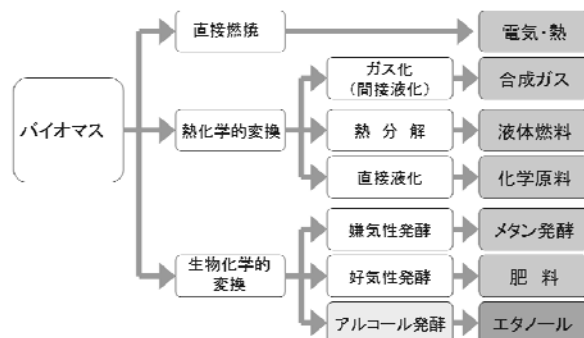 直接燃焼
電気・熱
ガス化
(間接液化)
合成ガス
バイオマス
熱化学的変換
熱 分 解
液体燃料
直接液化
化学原料
嫌気性発酵
メタン発酵
生物化学的
変換
好気性発酵
肥 料
アルコール発酵
エタノール